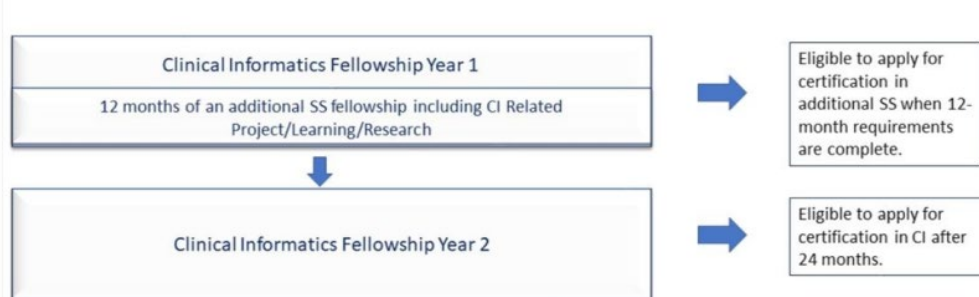 Clinical Informatics Fellowship Year 1
12 months of an additional SS fellowship including CI Related
Project/Learning/Research
Eligible to apply for
certification in
additional SS when 12-
month requirements
are complete.
Clinical Informatics Fellowship Year 2
Eligible to apply for
certification in CI after
24 months.